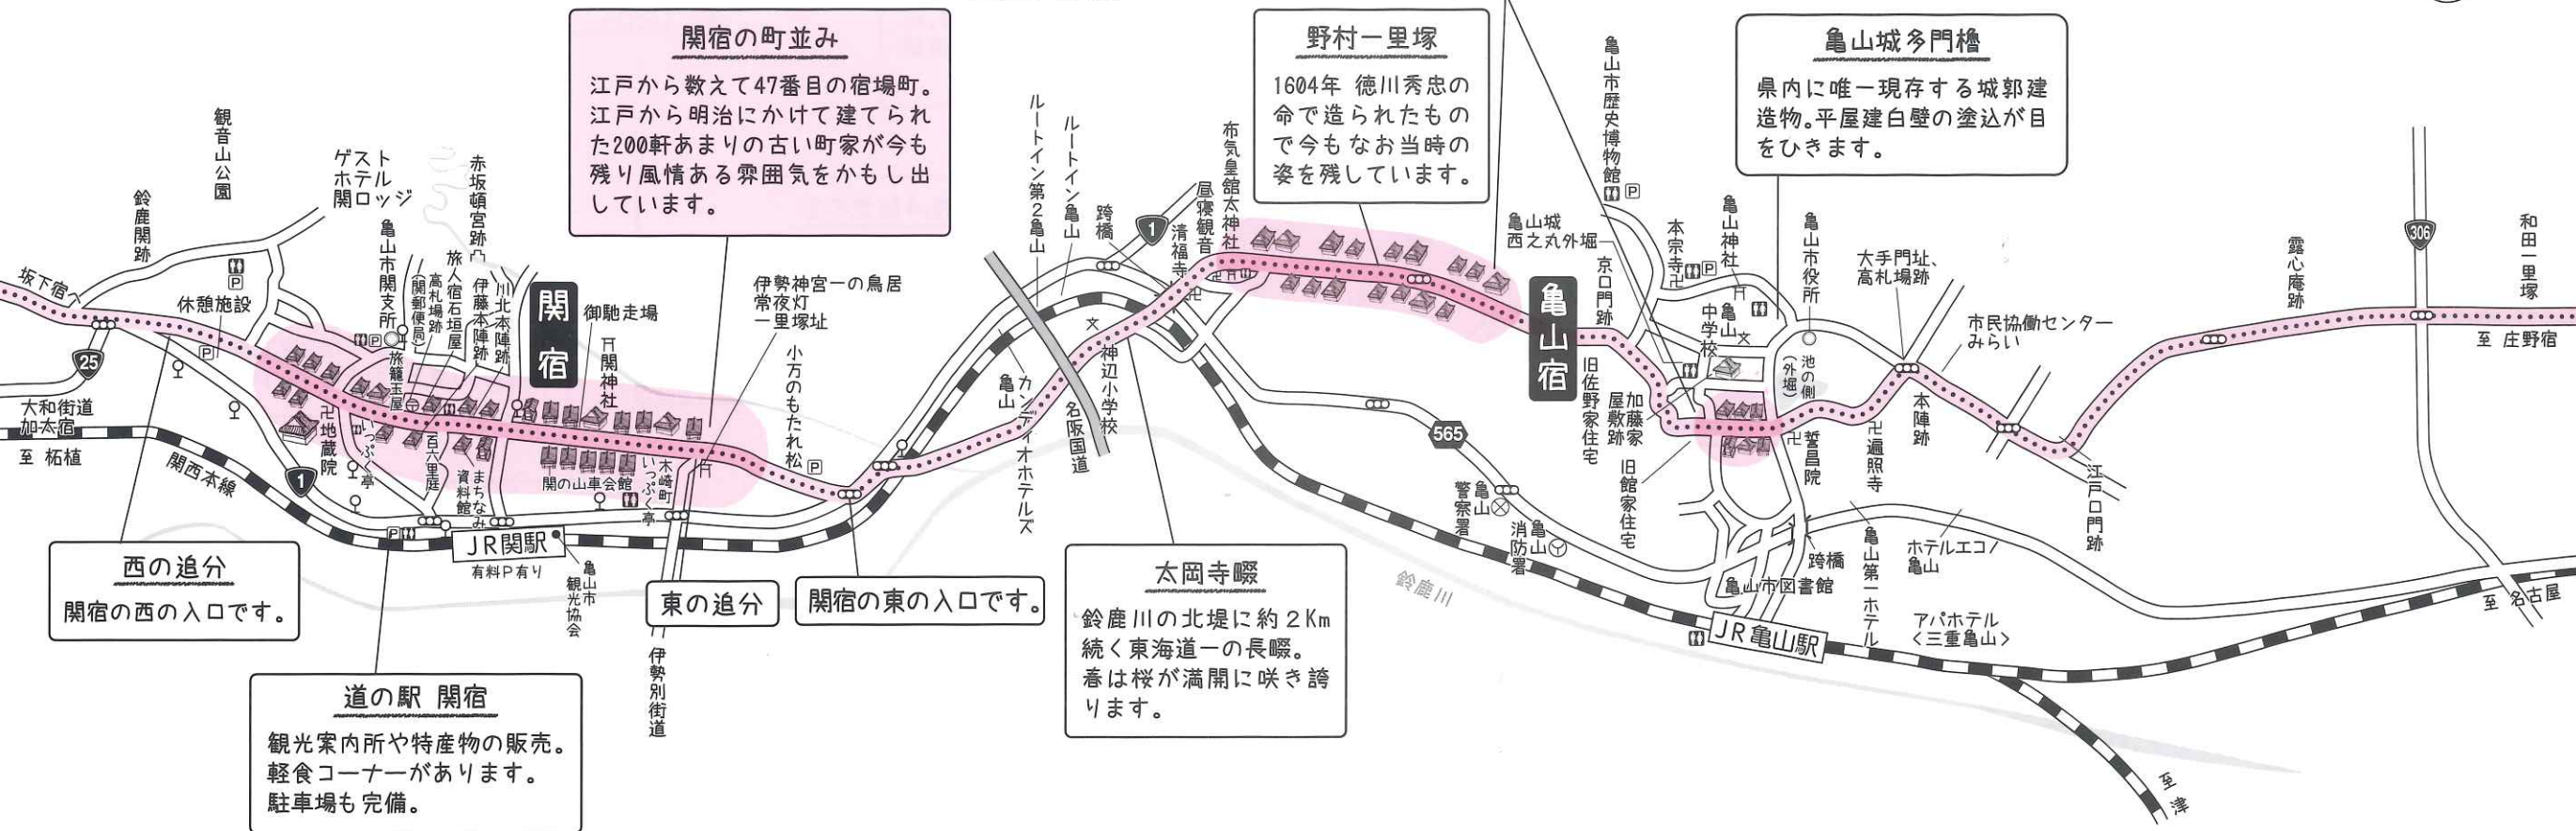 関宿の町並み
江戸から数えて47番目の宿場町。
江戸から明治にかけて建てられ
た200軒あまりの古い町家が今も
残り風情ある雰囲気をかもし出
しています。
野村一里塚
1604年 徳川秀忠の
命で造られたもの
で今もなお当時の
姿を残しています。
亀山城多門櫓
県内に唯一現存する城郭建
造物。平屋建白壁の塗込が目
をひきます。
坂下宿
鈴鹿関跡
観音山公園
P
休憩施設
P
25
大和街道
加太宿
至 柘植
関西本線
1
ゲスト
ホテル
関ロッジ
亀山市関支所
P
赤坂頓宮跡凸
旅人宿石垣屋
高札場跡
(関郵便局)
伊藤本陣跡
川北本陣跡
旅籠玉屋
関宿
御馳走場
関神社
伊勢神宮一の鳥居
常夜灯
一里塚址
小万のもたれ松
P
卍地蔵院
いっぷく亭
百六里庭
まちなみ
資料館
関の山車会館
木崎町
いっぷく亭
P
JR関駅
有料P有り
亀山市
観光協会
西の追分
関宿の西の入口です。
東の追分
関宿の東の入口です。
伊勢別街道
道の駅 関宿
観光案内所や特産物の販売。
軽食コーナーがあります。
駐車場も完備。
ルートイン第2亀山
ルートイン亀山
跨橋
1
昼寝観音
清福寺
卍
布気皇館太神社
卍
文
神辺小学校
名阪国道
カンディオホテルズ
亀山
太岡寺畷
鈴鹿川の北堤に約2Km
続く東海道一の長畷。
春は桜が満開に咲き誇
ります。
鈴鹿川
565
亀山
警察署
亀山
消防署
亀山宿
亀山城
西之丸外堀
京口門跡
亀山市歴史博物館
P
本宗寺卍
P
亀山神社
亀山
中学校
文
亀山市役所
池の側
(外堀)
旧佐野家住宅
加藤家
屋敷跡
旧舘家住宅
卍誓昌院
卍遍照寺
大手門址、
高札場跡
本陣跡
市民協働センター
みらい
江戸口門跡
露心庵跡
306
和田一里塚
至 庄野宿
跨橋
亀山市図書館
亀山第一ホテル
ホテルエコノ
亀山
アパホテル
<三重亀山>
JR亀山駅
至 名古屋
至 津